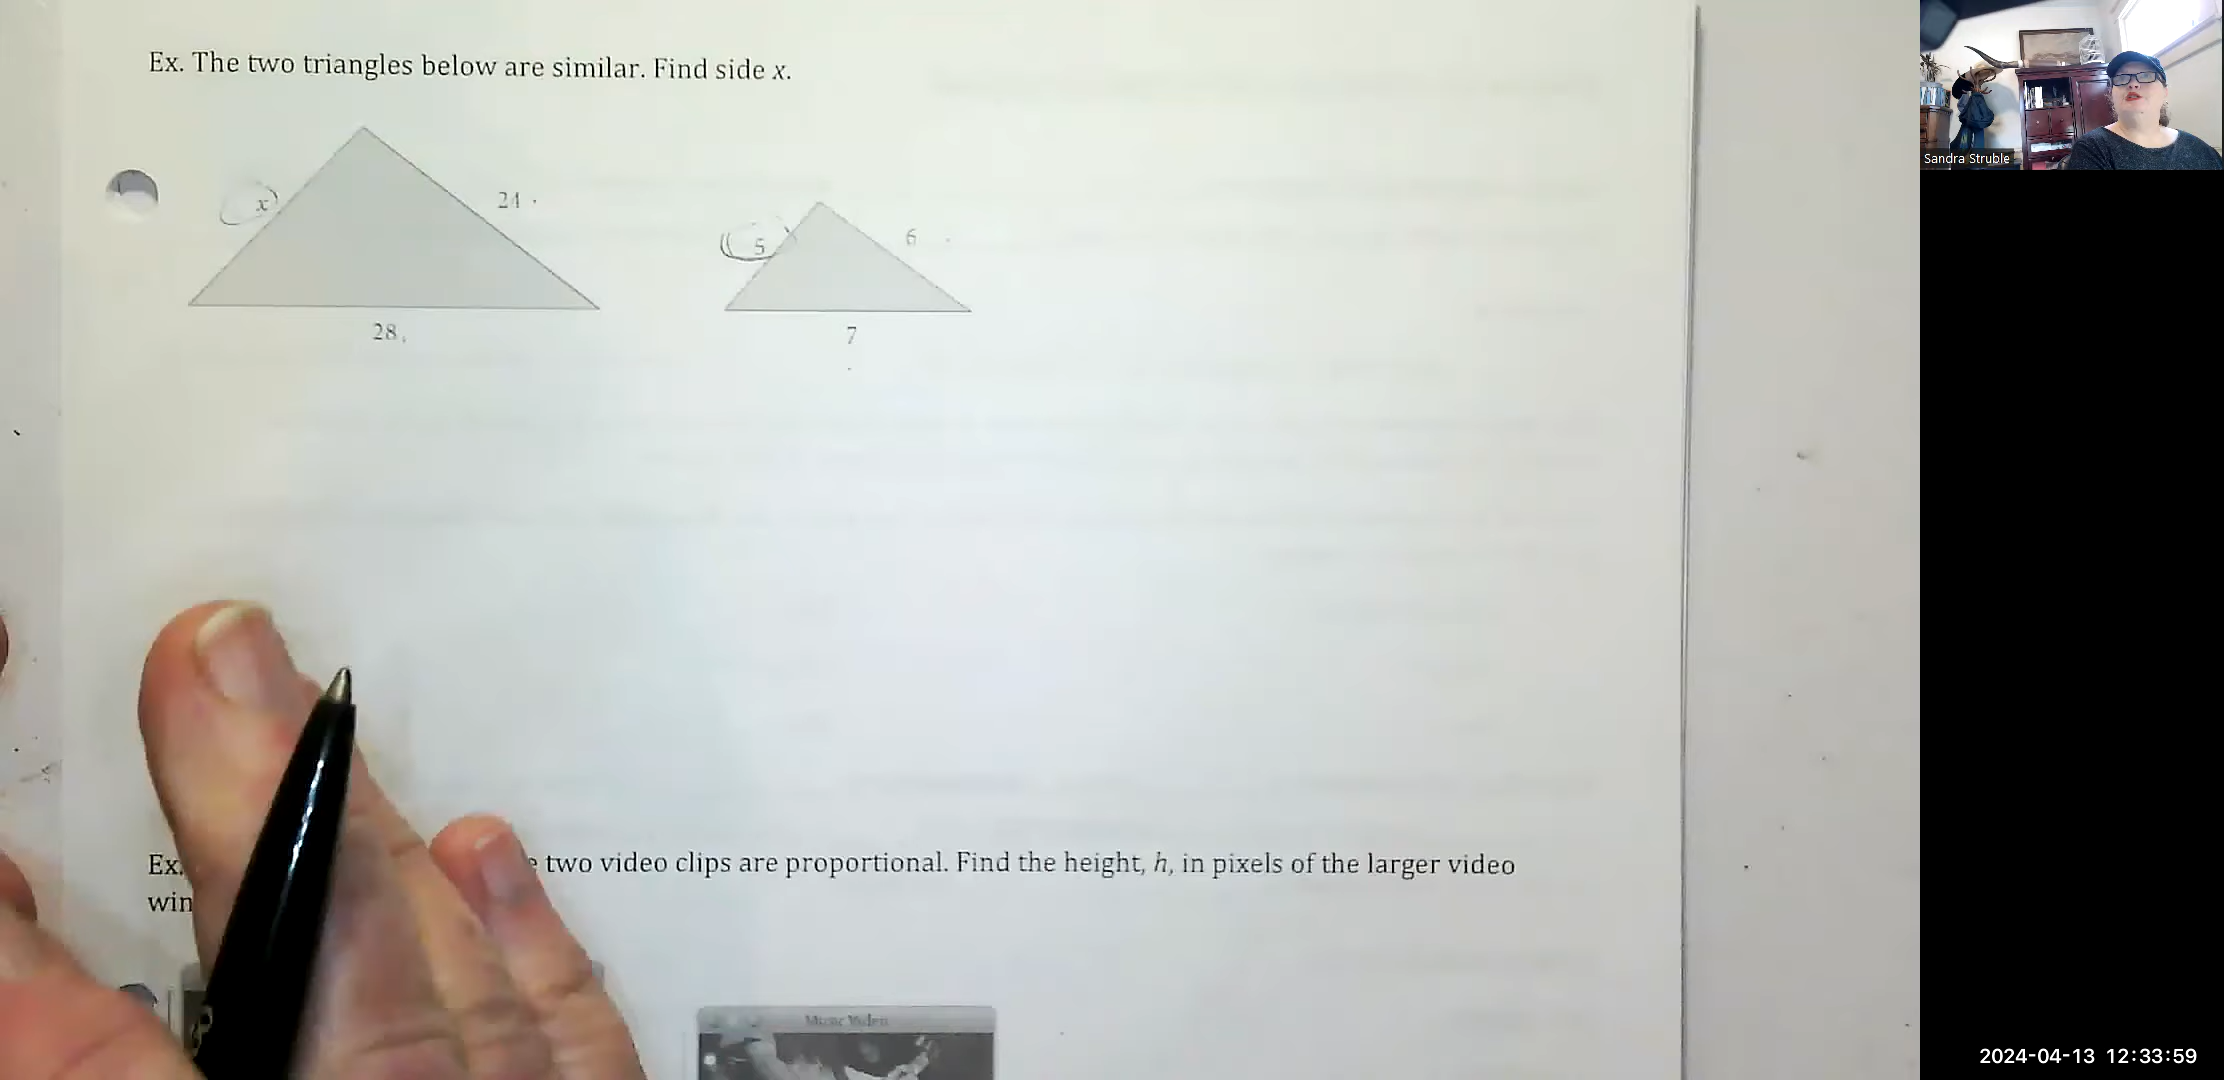 Ex. The two triangles below are similar. Find side x.
x
24
28
5
6
7
Ex. two video clips are proportional. Find the height, h, in pixels of the larger video
win
Music Video
Sandra Struble
2024-04-13 12:33:59